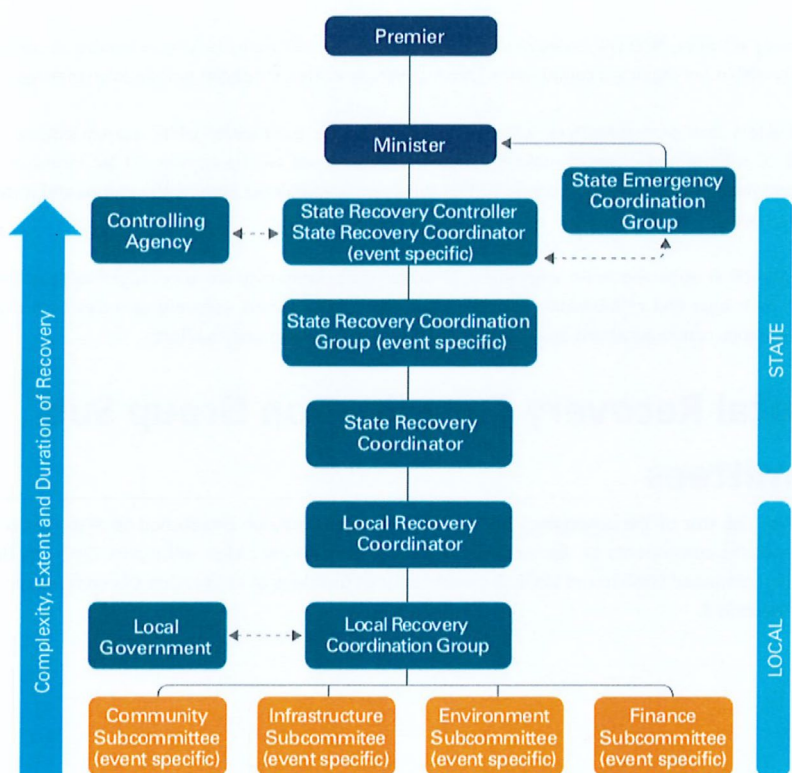 Premier
Minister
State Emergency
Coordination
Group
Controlling
Agency
State Recovery Controller
State Recovery Coordinator
(event specific)
State Recovery Coordination
Group (event specific)
State Recovery
Coordinator
Local Recovery
Coordinator
Local
Government
Local Recovery
Coordination Group
Community
Subcommittee
(event specific)
Infrastructure
Subcommitee
(event specific)
Environment
Subcommittee
(event specific)
Finance
Subcommittee
(event specific)
Complexity, Extent and Duration of Recovery
STATE
LOCAL